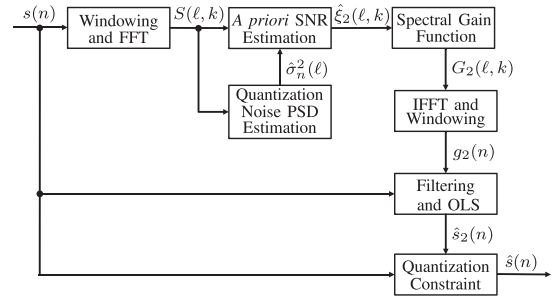 s(n)
Windowing
and FFT
S(ℓ, k)
A priori SNR
Estimation
ξ̂₂(ℓ, k)
Spectral Gain
Function
σ̂²ₙ(ℓ)
G₂(ℓ, k)
Quantization
Noise PSD
Estimation
IFFT and
Windowing
g₂(n)
Filtering
and OLS
ŝ₂(n)
Quantization
Constraint
ŝ(n)